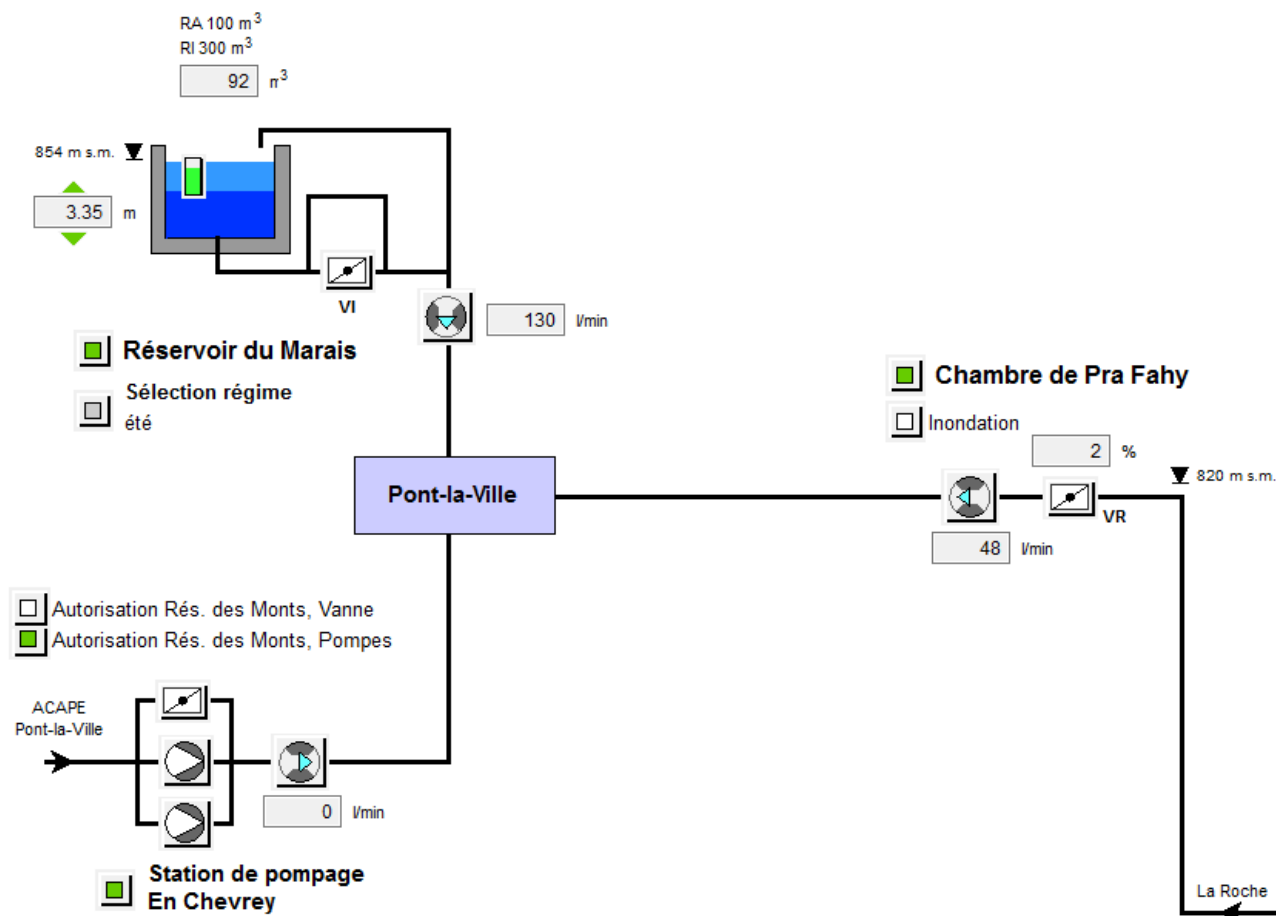 RA 100 m³
RI 300 m³
92 m³
854 m s.m.
3.35 m
VI
130 l/min
Réservoir du Marais
Sélection régime
été
Chambre de Pra Fahy
Inondation
2 %
820 m s.m.
VR
48 l/min
Pont-la-Ville
Autorisation Rés. des Monts, Vanne
Autorisation Rés. des Monts, Pompes
ACAPE
Pont-la-Ville
0 l/min
Station de pompage
En Chevrey
La Roche